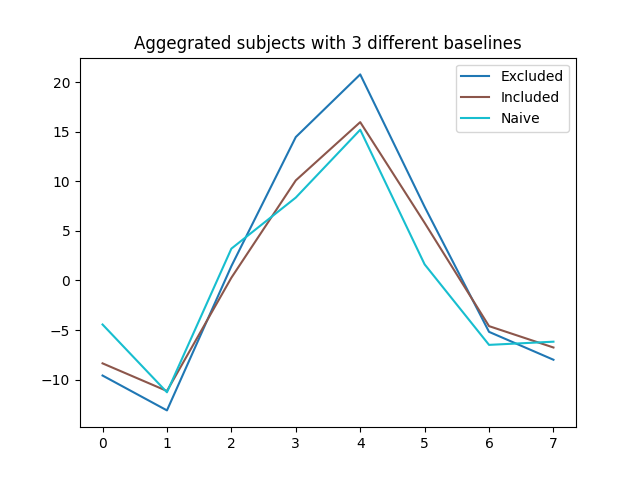 Aggegrated subjects with 3 different baselines
Excluded
Included
Naive
20
15
10
5
0
−5
−10
0 1 2 3 4 5 6 7